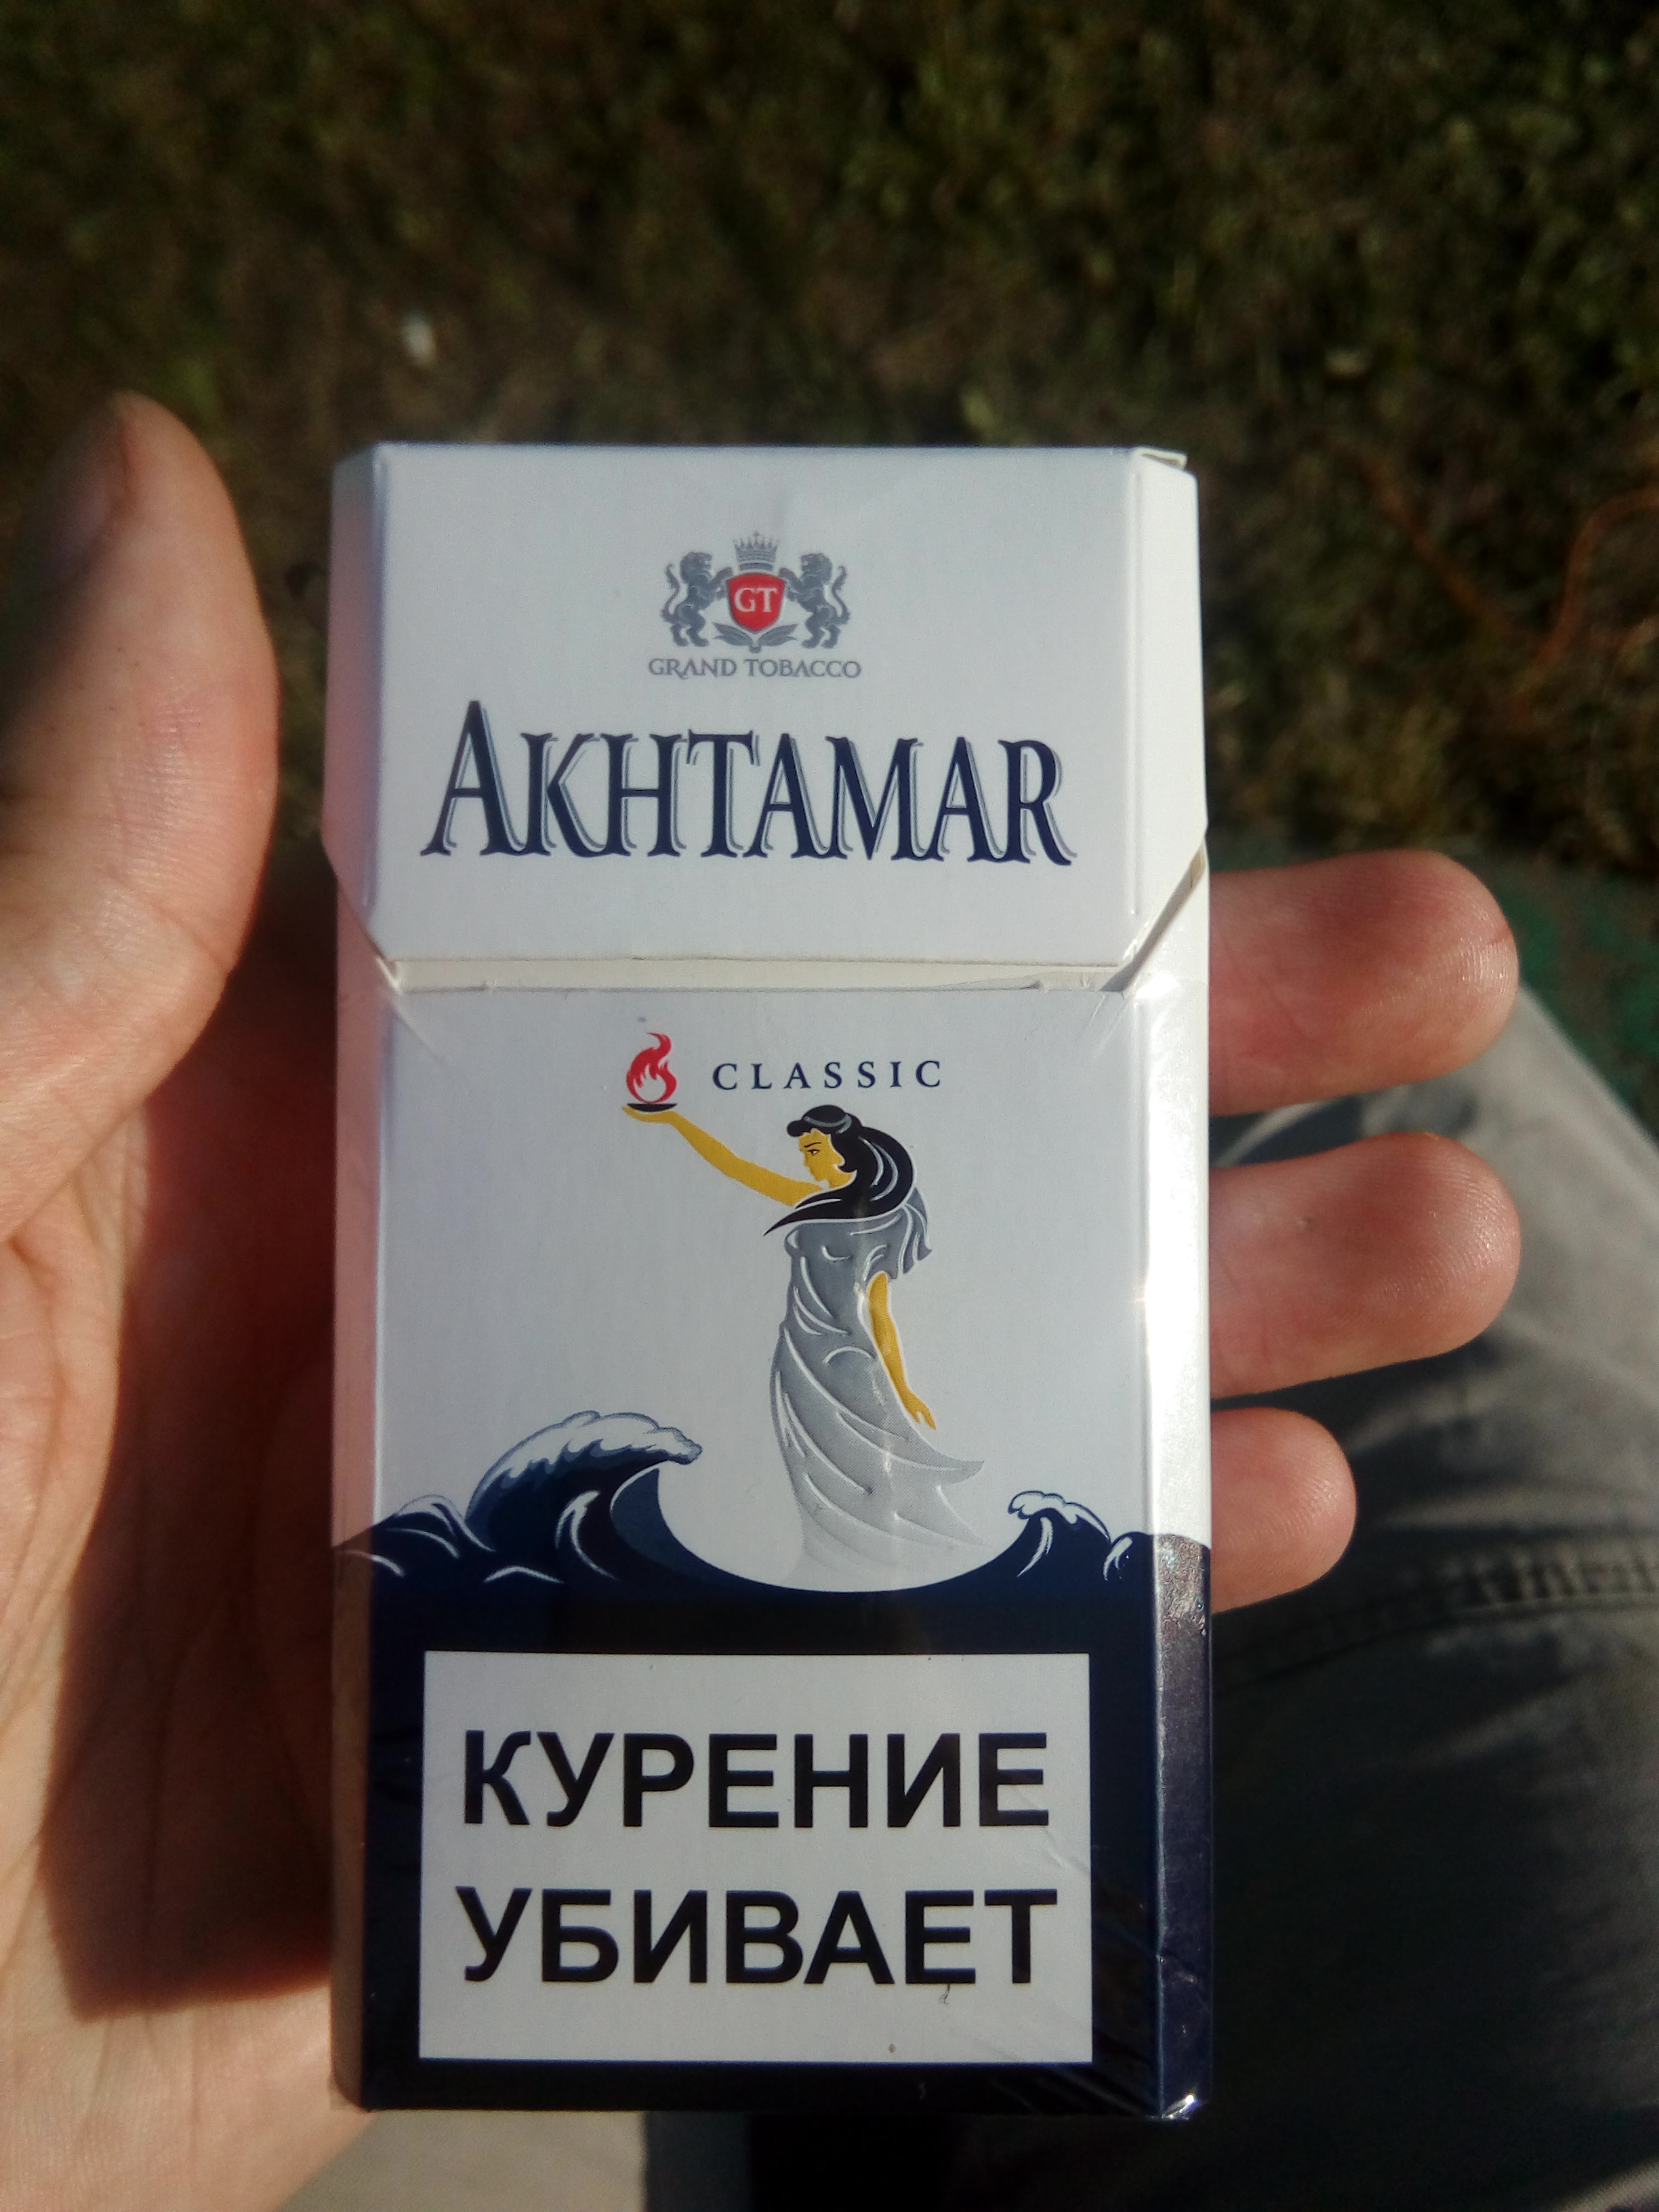 GT
GRAND TOBACCO
AKHTAMAR
CLASSIC
КУРЕНИЕ
УБИВАЕТ